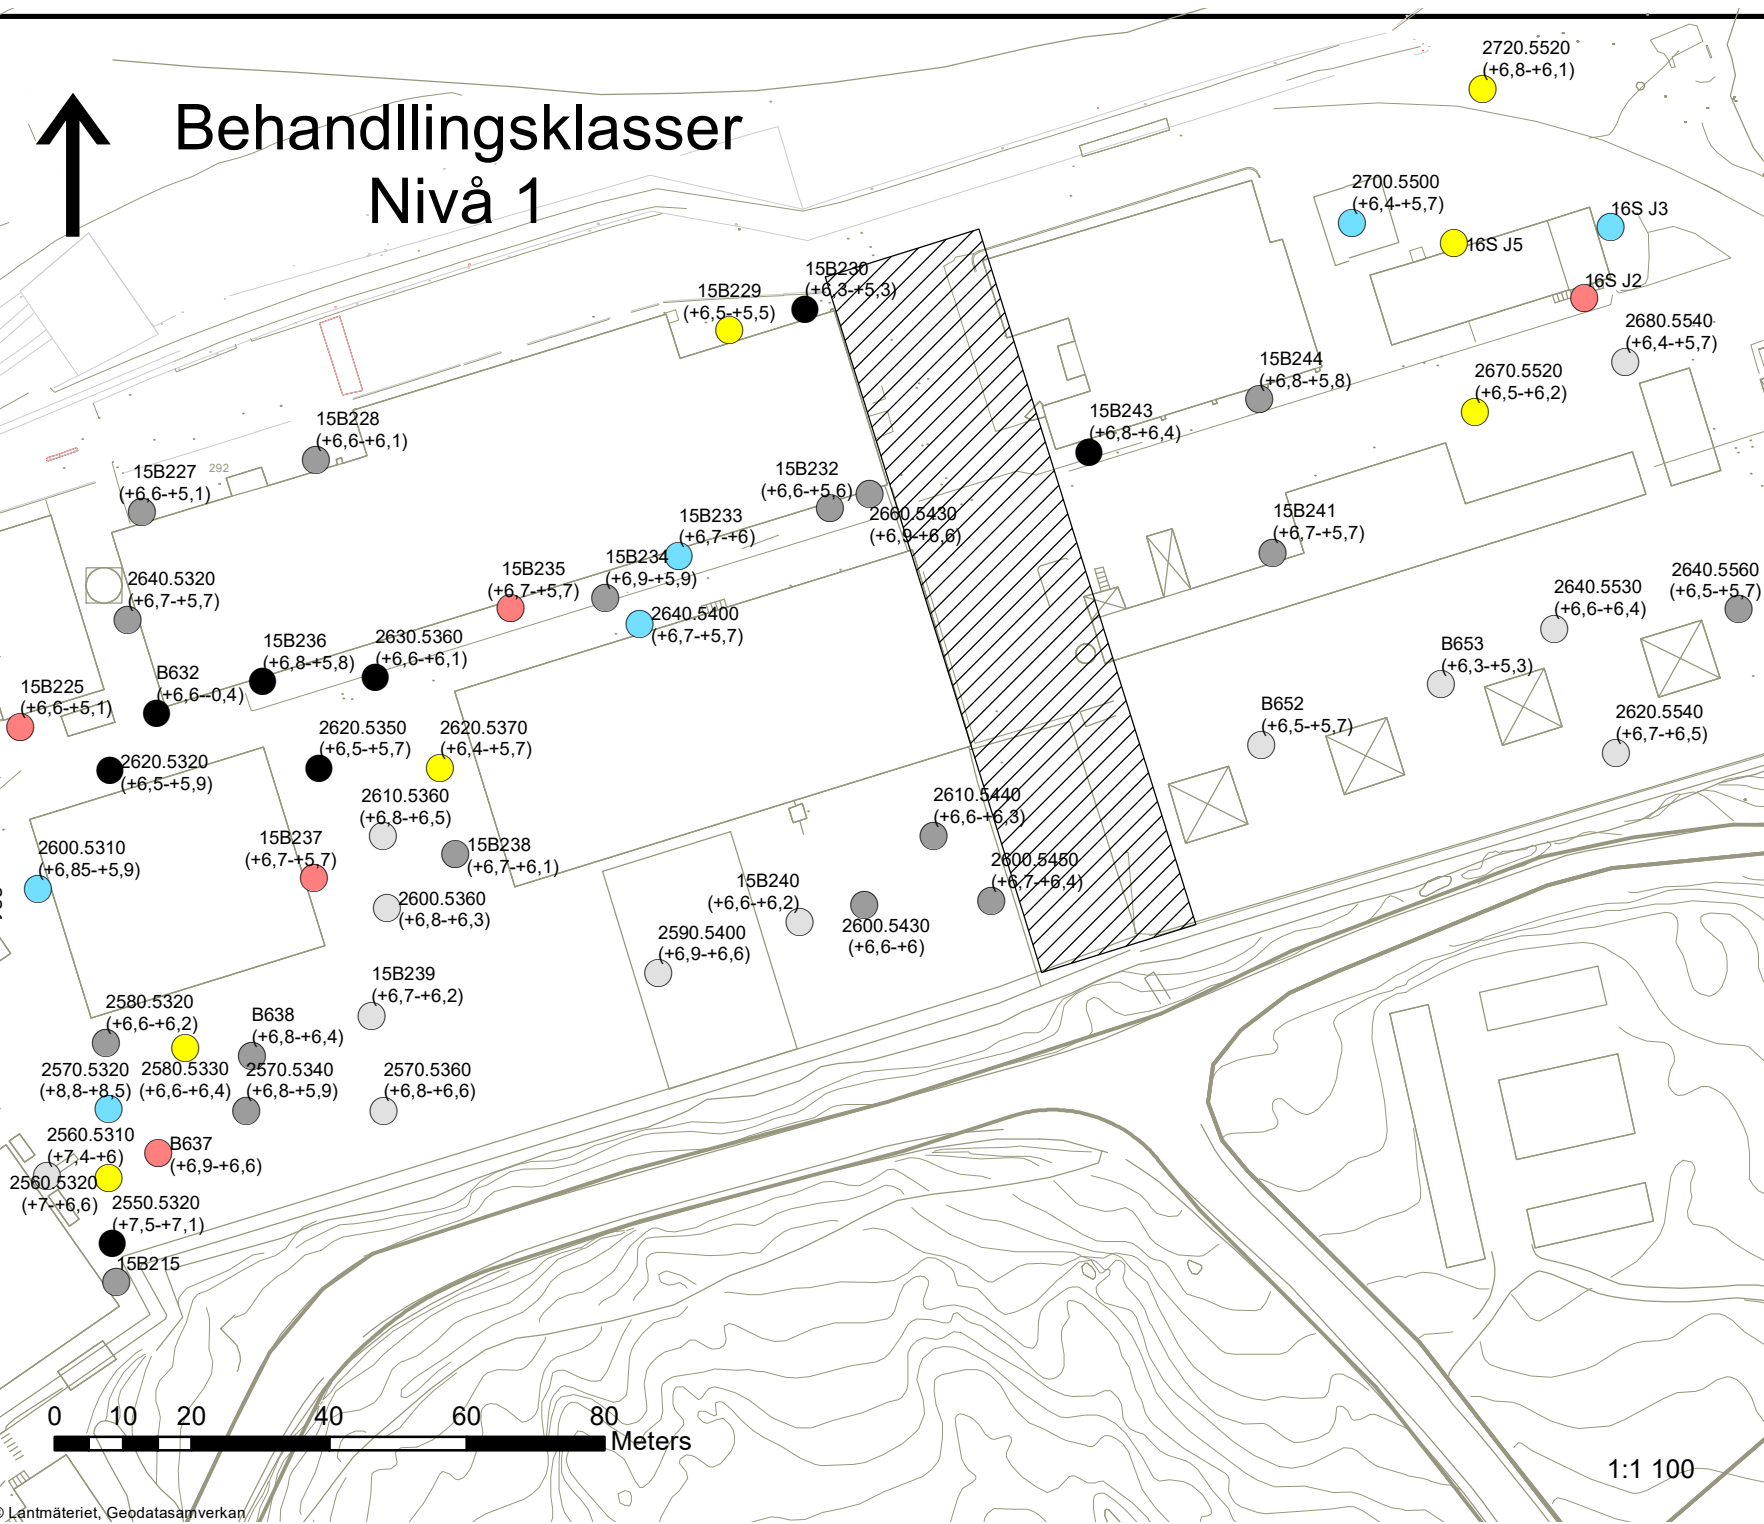 Behandllingsklasser
Nivå 1
2720.5520
(+6,8-+6,1)
2700.5500
(+6,4-+5,7)
16S J3
16S J5
16S J2
2680.5540
(+6,4-+5,7)
15B230
(+6,3-+5,3)
15B229
(+6,5-+5,5)
15B244
(+6,8-+5,8)
2670.5520
(+6,5-+6,2)
15B243
(+6,8-+6,4)
15B228
(+6,6-+6,1)
292
15B227
(+6,6-+5,1)
15B232
(+6,6-+5,6)
2660.5430
(+6,9-+6,6)
15B233
(+6,7-+6)
15B241
(+6,7-+5,7)
15B234
(+6,9-+5,9)
15B235
(+6,7-+5,7)
2640.5320
(+6,7-+5,7)
2640.5400
(+6,7-+5,7)
2640.5560
(+6,5-+5,7)
2640.5530
(+6,6-+6,4)
15B236
(+6,8-+5,8)
2630.5360
(+6,6-+6,1)
B653
(+6,3-+5,3)
B632
(+6,6--0,4)
15B225
(+6,6-+5,1)
B652
(+6,5-+5,7)
2620.5540
(+6,7-+6,5)
2620.5350
(+6,5-+5,7)
2620.5370
(+6,4-+5,7)
2620.5320
(+6,5-+5,9)
2610.5360
(+6,8-+6,5)
2610.5440
(+6,6-+6,3)
15B237
(+6,7-+5,7)
15B238
(+6,7-+6,1)
2600.5310
(+6,85-+5,9)
2600.5450
(+6,7-+6,4)
15B240
(+6,6-+6,2)
2600.5360
(+6,8-+6,3)
2600.5430
(+6,6-+6)
2590.5400
(+6,9-+6,6)
15B239
(+6,7-+6,2)
2580.5320
(+6,6-+6,2)
B638
(+6,8-+6,4)
2570.5320
(+8,8-+8,5)
2580.5330
(+6,6-+6,4)
2570.5340
(+6,8-+5,9)
2570.5360
(+6,8-+6,6)
2560.5310
(+7,4-+6)
B637
(+6,9-+6,6)
2560.5320
(+7-+6,6)
2550.5320
(+7,5-+7,1)
15B215
0 10 20 40 60 80
Meters
1:1 100
© Lantmäteriet, Geodatasamverkan